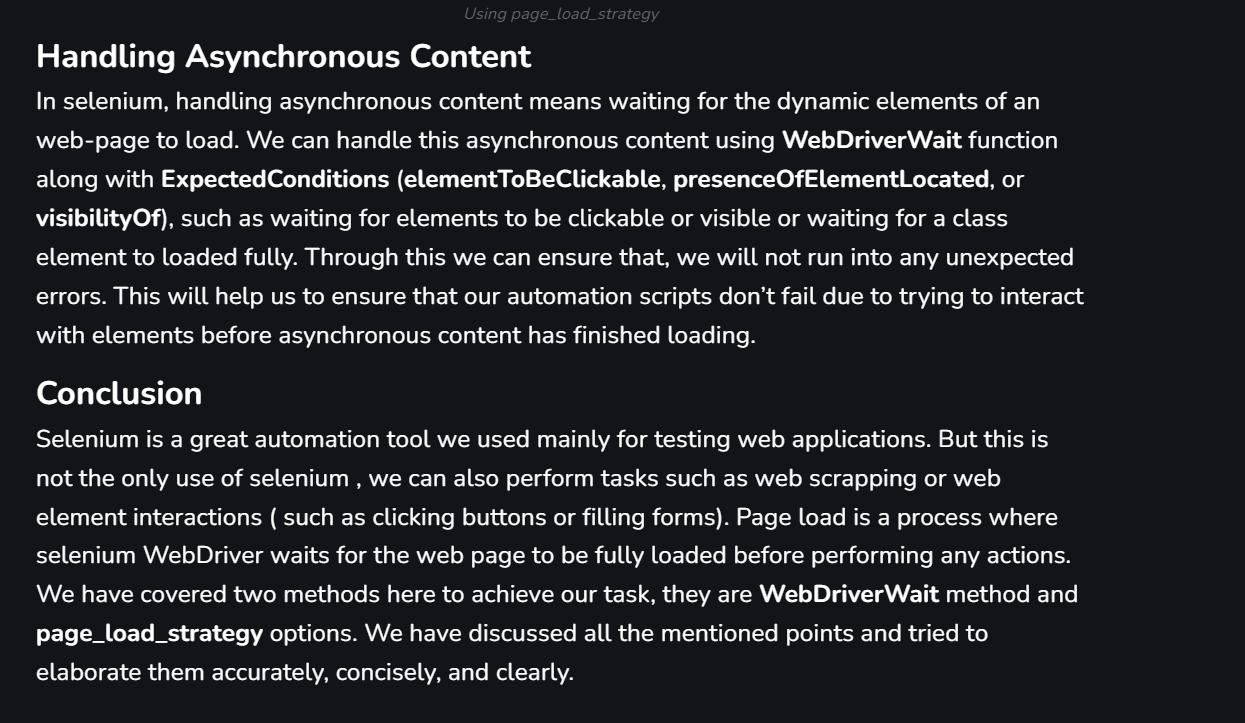 Using page_load_strategy
Handling Asynchronous Content
In selenium, handling asynchronous content means waiting for the dynamic elements of an
web-page to load. We can handle this asynchronous content using WebDriverWait function
along with ExpectedConditions (elementToBeClickable, presenceOfElementLocated, or
visibilityOf), such as waiting for elements to be clickable or visible or waiting for a class
element to loaded fully. Through this we can ensure that, we will not run into any unexpected
errors. This will help us to ensure that our automation scripts don’t fail due to trying to interact
with elements before asynchronous content has finished loading.
Conclusion
Selenium is a great automation tool we used mainly for testing web applications. But this is
not the only use of selenium , we can also perform tasks such as web scrapping or web
element interactions ( such as clicking buttons or filling forms). Page load is a process where
selenium WebDriver waits for the web page to be fully loaded before performing any actions.
We have covered two methods here to achieve our task, they are WebDriverWait method and
page_load_strategy options. We have discussed all the mentioned points and tried to
elaborate them accurately, concisely, and clearly.